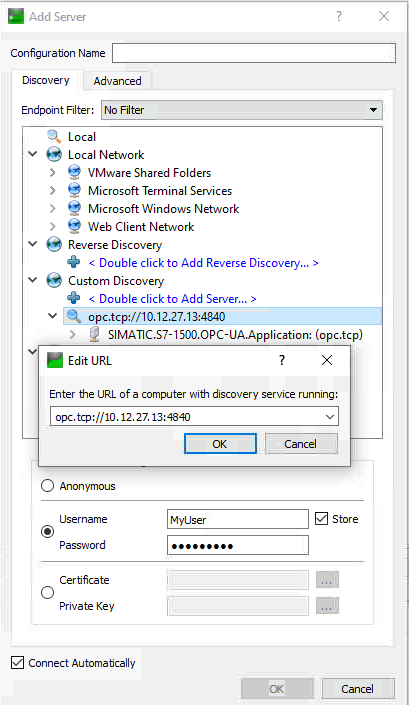 Add Server
?
Configuration Name
Discovery Advanced
Endpoint Filter: No Filter
Local
Local Network
VMware Shared Folders
Microsoft Terminal Services
Microsoft Windows Network
Web Client Network
Reverse Discovery
< Double click to Add Reverse Discovery... >
Custom Discovery
< Double click to Add Server... >
opc.tcp://10.12.27.13:4840
SIMATIC.S7-1500.OPC-UA.Application: (opc.tcp)
Edit URL ?
Enter the URL of a computer with discovery service running:
opc.tcp://10.12.27.13:4840
OK Cancel
Anonymous
Username MyUser Store
Password ●●●●●●●●●
Certificate ...
Private Key ...
Connect Automatically
OK Cancel